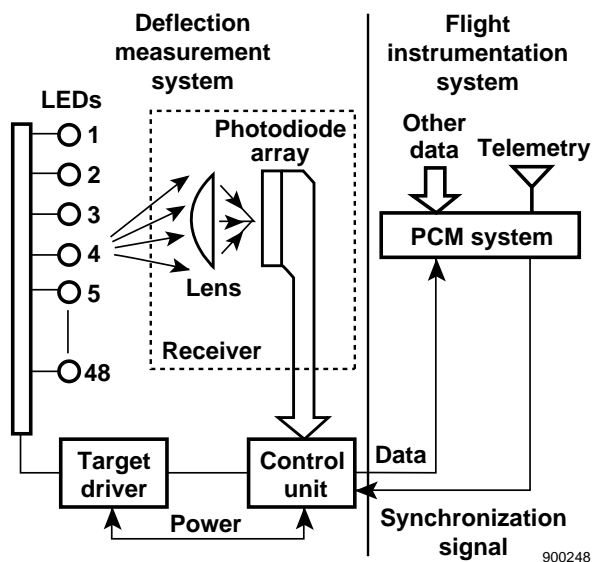 Deflection
measurement
system
Flight
instrumentation
system
LEDs
1
2
3
4
5
48
Photodiode
array
Lens
Receiver
Other
data
Telemetry
PCM system
Target
driver
Control
unit
Data
Power
Synchronization
signal
900248